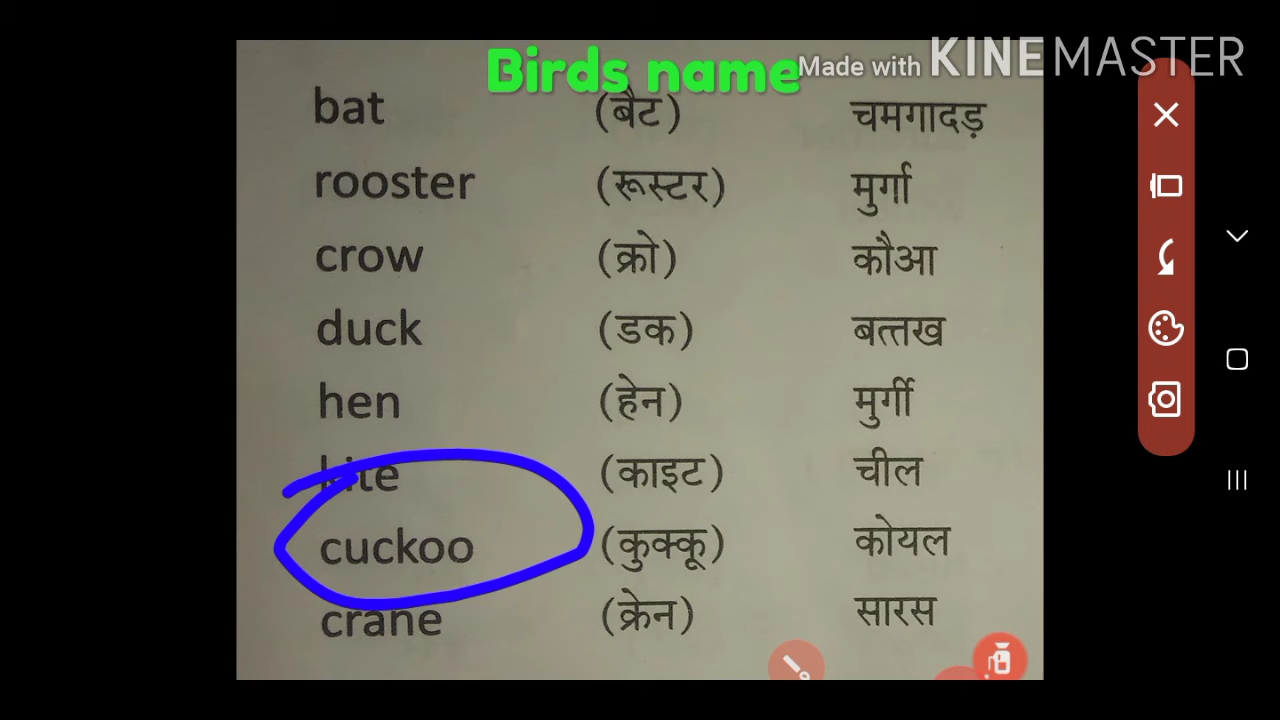 Birds name
Made with KINEMASTER
bat (बैट) चमगादड़
rooster (रूस्टर) मुर्गा
crow (क्रो) कौआ
duck (डक) बत्तख
hen (हेन) मुर्गी
kite (काइट) चील
cuckoo (कुक्कू) कोयल
crane (क्रेन) सारस